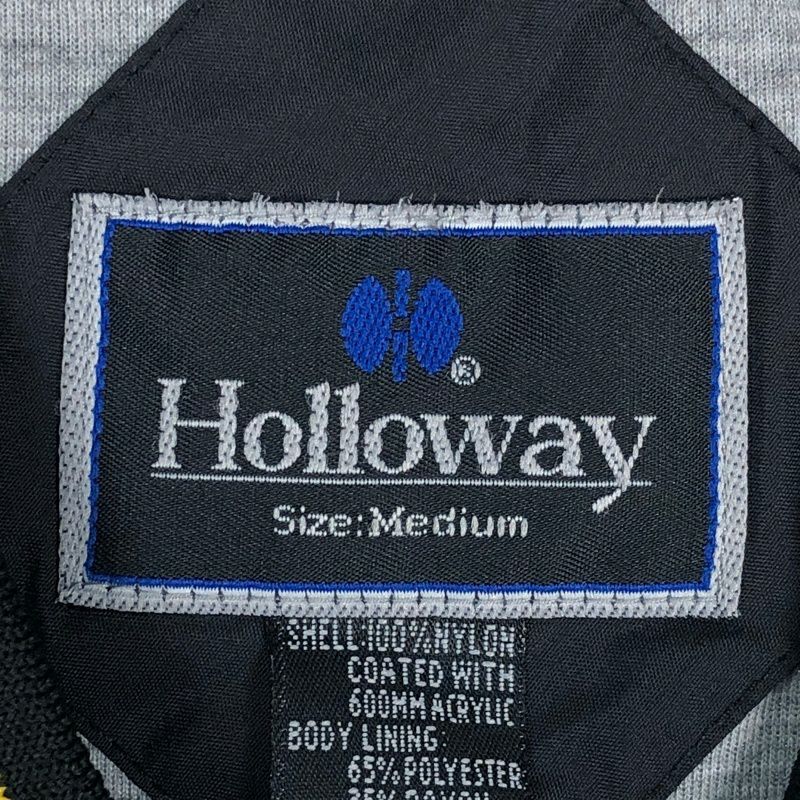 ®
Holloway
Size:Medium
SHELL 100% NYLON
COATED WITH
600MM ACRYLIC
BODY LINING:
65% POLYESTER